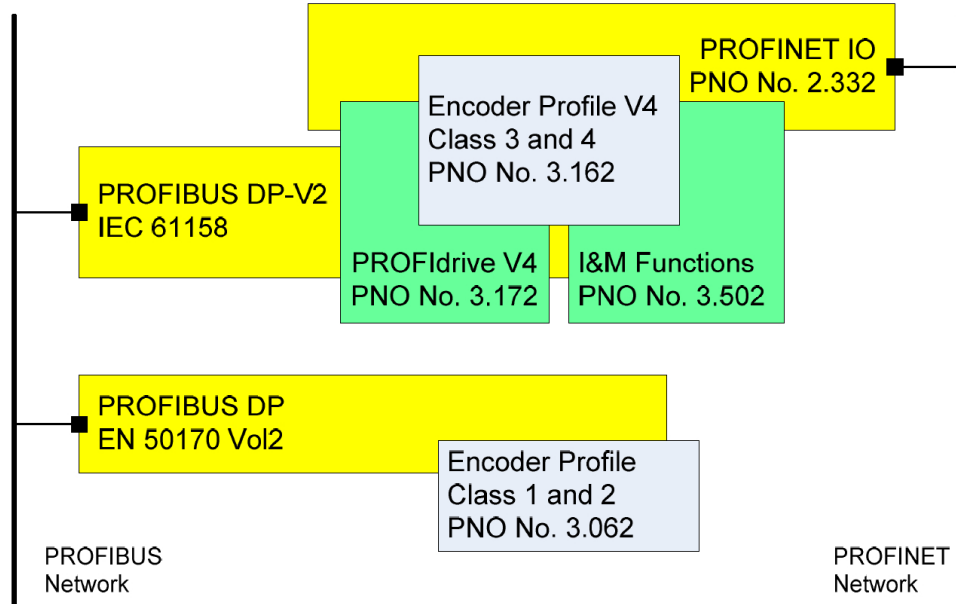 PROFINET IO
PNO No. 2.332
Encoder Profile V4
Class 3 and 4
PNO No. 3.162
PROFIBUS DP-V2
IEC 61158
PROFIdrive V4
PNO No. 3.172
I&M Functions
PNO No. 3.502
PROFIBUS DP
EN 50170 Vol2
Encoder Profile
Class 1 and 2
PNO No. 3.062
PROFIBUS
Network
PROFINET
Network